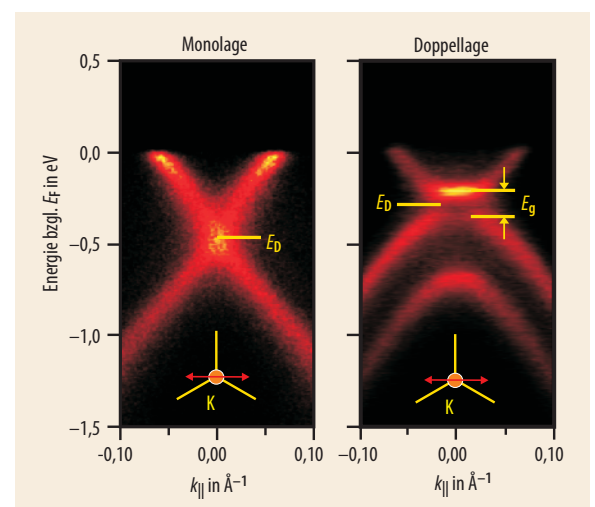 Monolage
Doppellage
Energie bzgl. EF in eV
0,5
0,0
−0,5
−1,0
−1,5
ED
K
-0,10
0,00
0,10
k|| in Å−1
ED
Eg
K
−0,10
0,00
0,10
k|| in Å−1